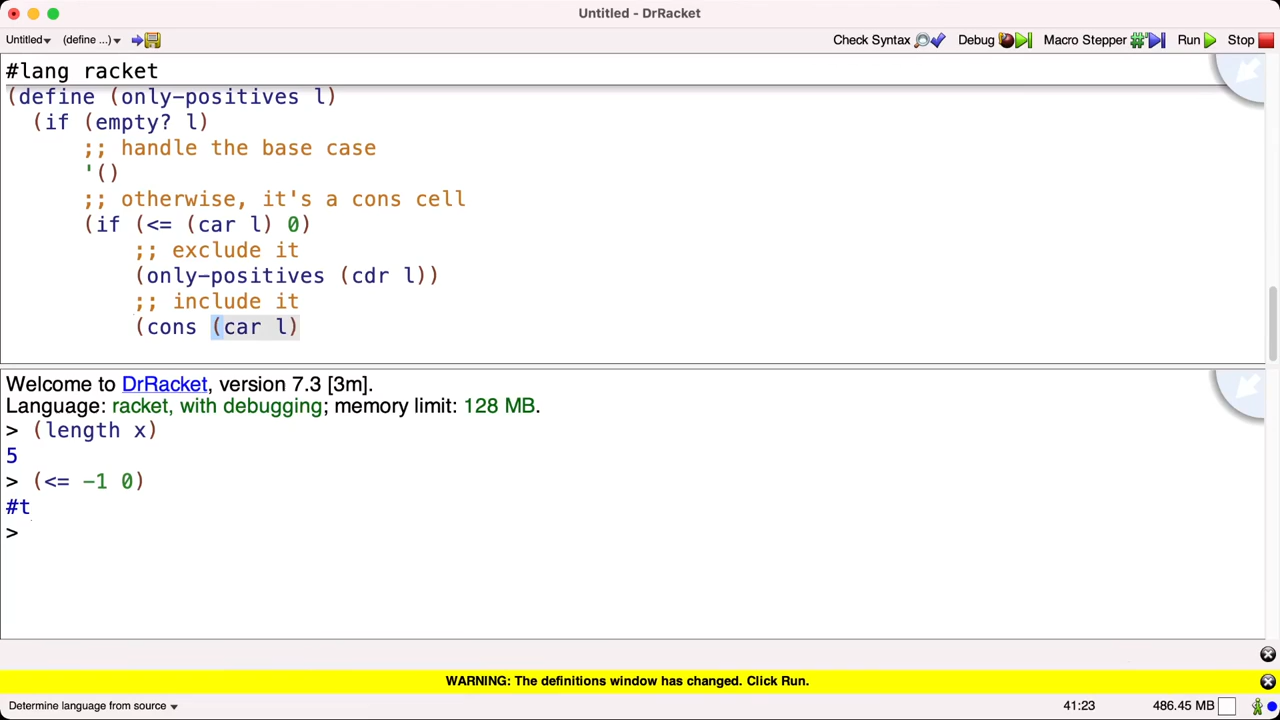 Untitled - DrRacket
Untitled▾ (define ...)▾ Check Syntax Debug Macro Stepper Run Stop
#lang racket
(define (only-positives l)
(if (empty? l)
;; handle the base case
'()
;; otherwise, it's a cons cell
(if (<= (car l) 0)
;; exclude it
(only-positives (cdr l))
;; include it
(cons (car l)
Welcome to DrRacket, version 7.3 [3m].
Language: racket, with debugging; memory limit: 128 MB.
> (length x)
5
> (<= -1 0)
#t
>
WARNING: The definitions window has changed. Click Run.
Determine language from source ▾ 41:23 486.45 MB